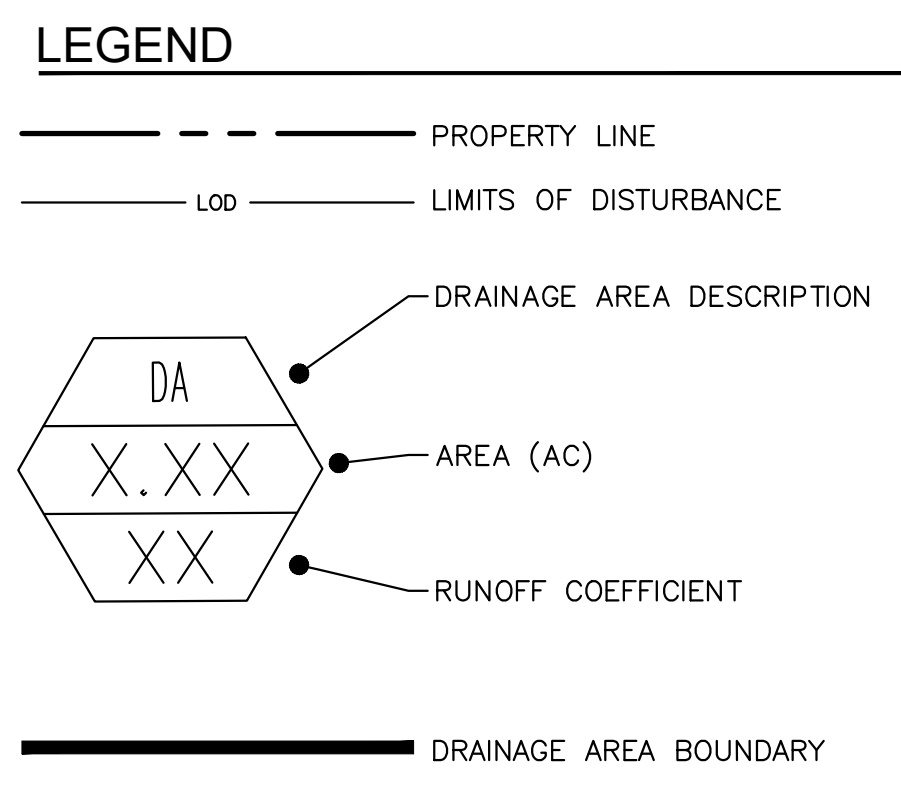 LEGEND
PROPERTY LINE
LOD LIMITS OF DISTURBANCE
DRAINAGE AREA DESCRIPTION
DA
X.XX AREA (AC)
XX
RUNOFF COEFFICIENT
DRAINAGE AREA BOUNDARY